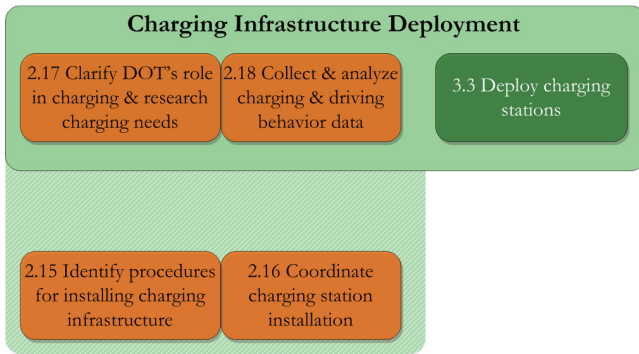 Charging Infrastructure Deployment
2.17 Clarify DOT’s role
in charging & research
charging needs
2.18 Collect & analyze
charging & driving
behavior data
3.3 Deploy charging
stations
2.15 Identify procedures
for installing charging
infrastructure
2.16 Coordinate
charging station
installation